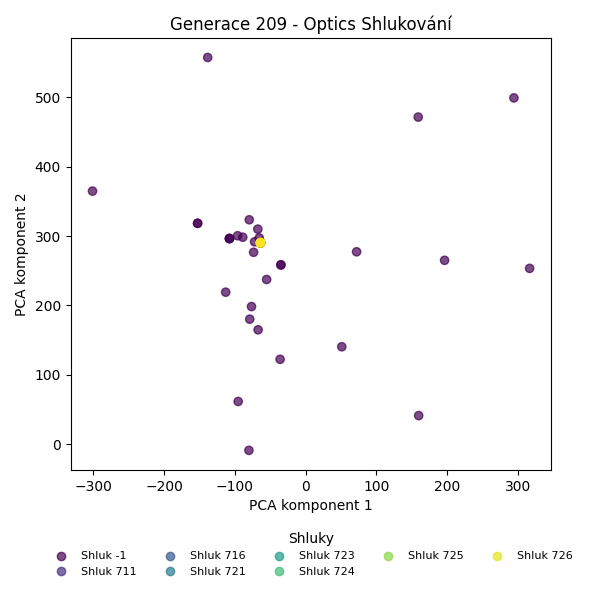 Generace 209 - Optics Shlukování
PCA komponent 2
500
400
300
200
100
0
−300 −200 −100 0 100 200 300
PCA komponent 1
Shluky
Shluk -1 Shluk 716 Shluk 723 Shluk 725 Shluk 726
Shluk 711 Shluk 721 Shluk 724